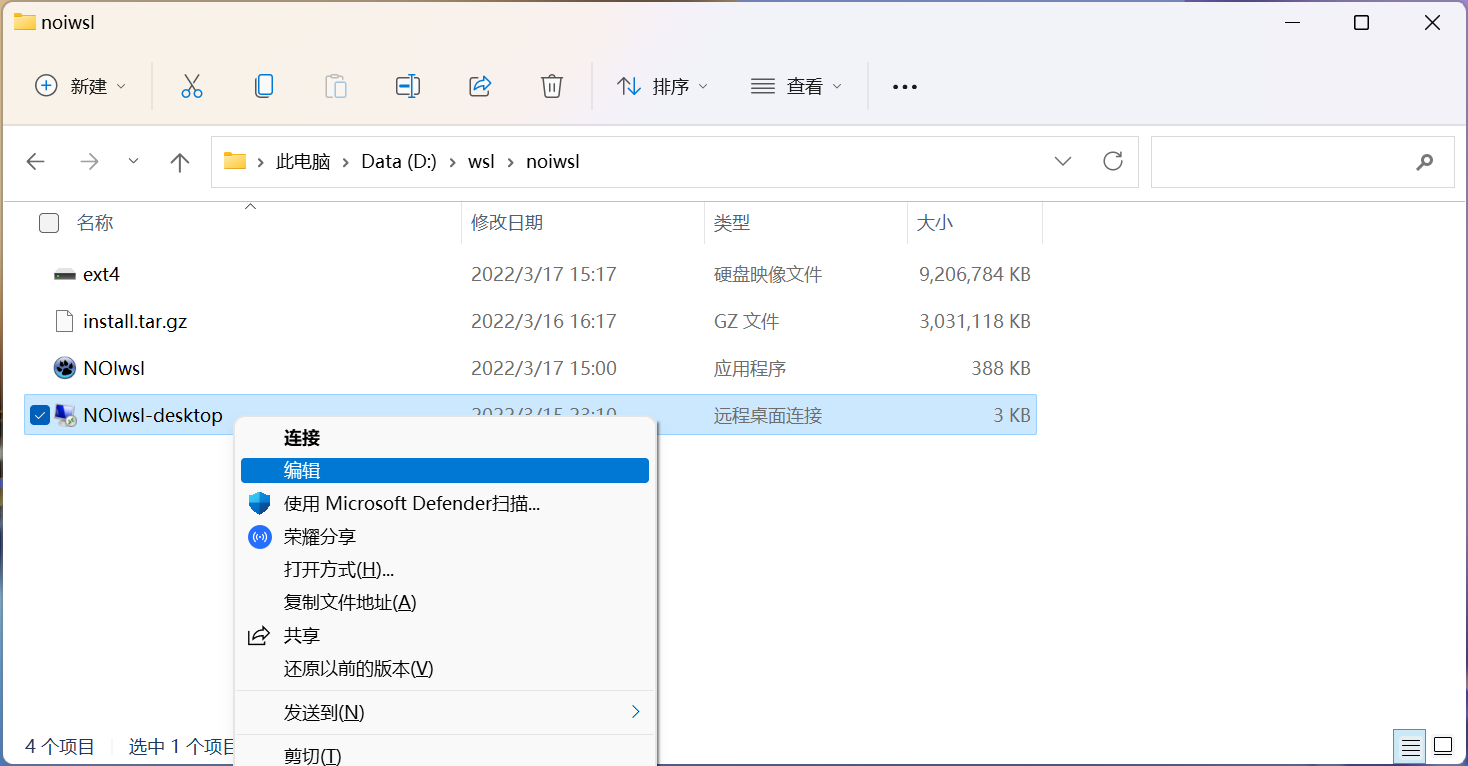 noiwsl
新建 排序 查看
此电脑 Data (D:) wsl noiwsl
名称 修改日期 类型 大小
ext4 2022/3/17 15:17 硬盘映像文件 9,206,784 KB
install.tar.gz 2022/3/16 16:17 GZ 文件 3,031,118 KB
NOIwsl 2022/3/17 15:00 应用程序 388 KB
NOIwsl-desktop 2022/3/15 23:10 远程桌面连接 3 KB
连接
编辑
使用 Microsoft Defender扫描...
荣耀分享
打开方式(H)...
复制文件地址(A)
共享
还原以前的版本(V)
发送到(N)
剪切(T)
4 个项目 选中 1 个项目